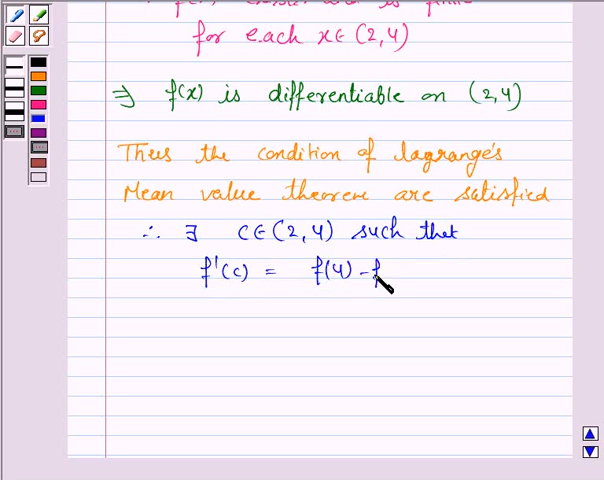 for each x ∈ (2,4)
⇒ f(x) is differentiable on (2,4)
Thus the condition of lagrange's
Mean value theorem are satisfied
∴ ∃ c ∈ (2,4) such that
f'(c) = f(4) - f